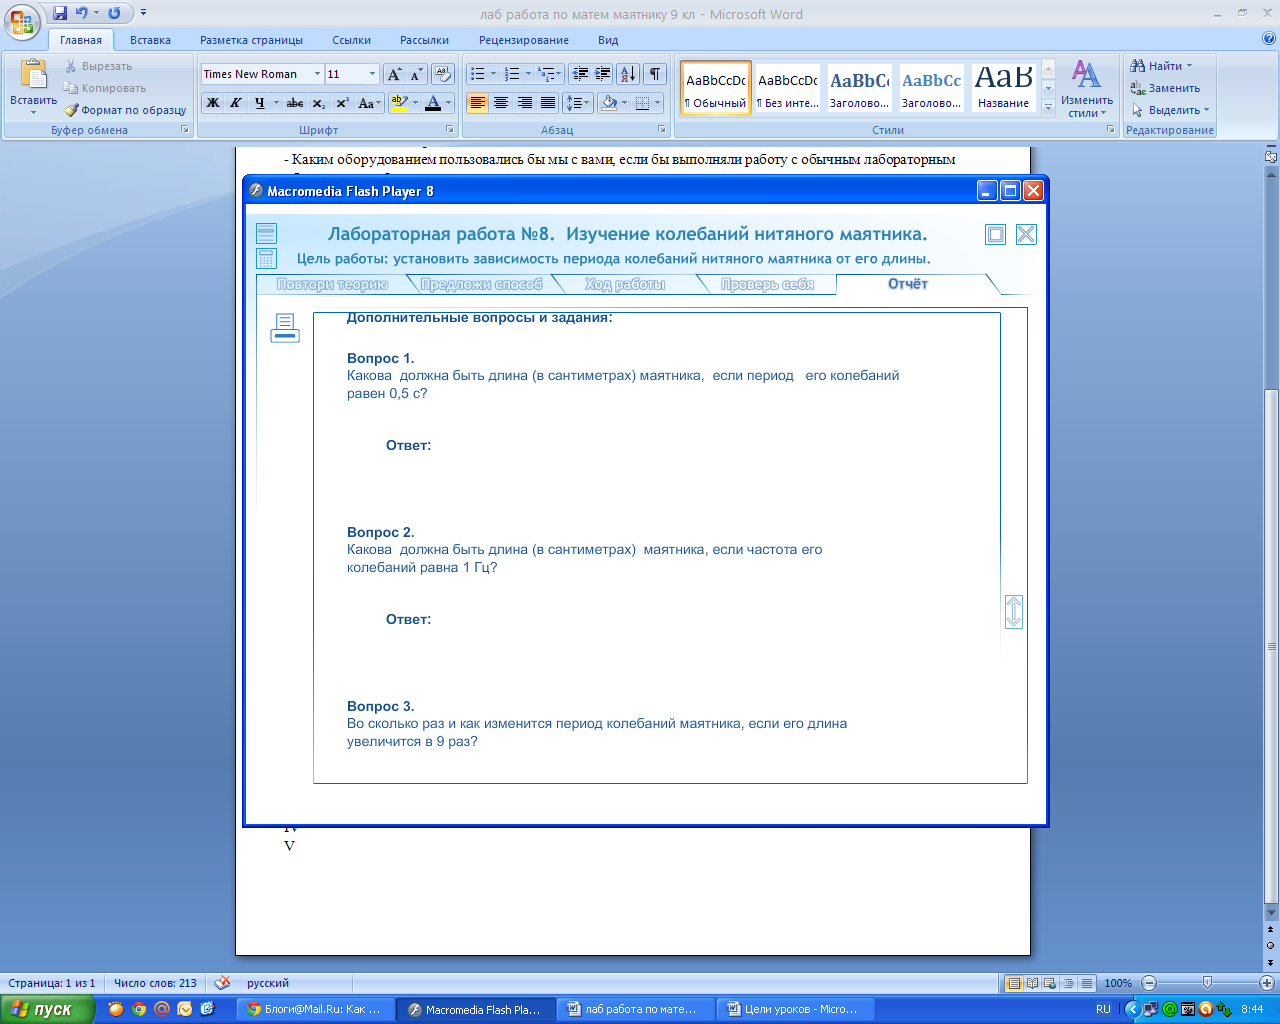 лаб работа по матем маятнику 9 кл - Microsoft Word
Главная Вставка Разметка страницы Ссылки Рассылки Рецензирование Вид
Вставить
Вырезать
Копировать
Формат по образцу
Буфер обмена
Times New Roman 11
Ж К Ч abc x₂ x² Aa
Шрифт
Абзац
AaBbCcDc AaBbCcDc AaBbC AaBbCc AaB
¶ Обычный ¶ Без инте... Заголово... Заголово... Название
Изменить стили
Стили
Найти
Заменить
Выделить
Редактирование
- Каким оборудованием пользовались бы мы с вами, если бы выполняли работу с обычным лабораторным
Macromedia Flash Player 8
Лабораторная работа №8. Изучение колебаний нитяного маятника.
Цель работы: установить зависимость периода колебаний нитяного маятника от его длины.
Повтори теорию Предложи способ Ход работы Проверь себя Отчёт
Дополнительные вопросы и задания:
Вопрос 1.
Какова должна быть длина (в сантиметрах) маятника, если период его колебаний
равен 0,5 с?
Ответ:
Вопрос 2.
Какова должна быть длина (в сантиметрах) маятника, если частота его
колебаний равна 1 Гц?
Ответ:
Вопрос 3.
Во сколько раз и как изменится период колебаний маятника, если его длина
увеличится в 9 раз?
IV
V
Страница: 1 из 1 Число слов: 213 русский 100%
пуск Блоги@Mail.Ru: Как ... Macromedia Flash Pla... лаб работа по мате... Цели уроков - Micro... RU 8:44